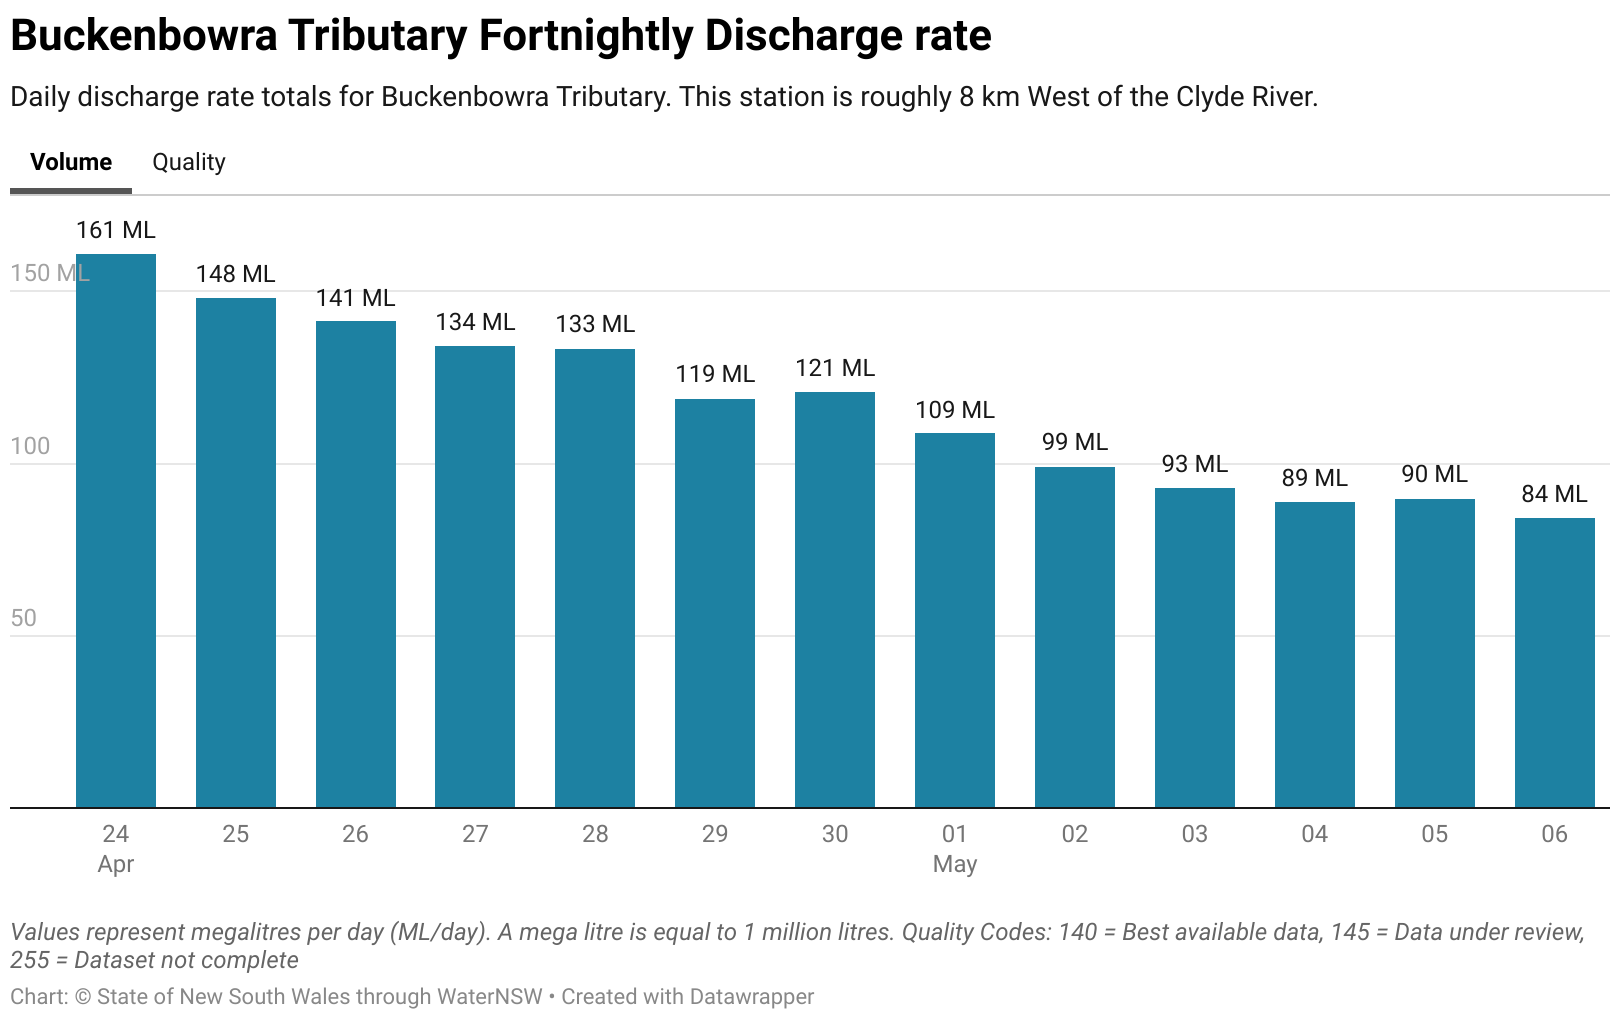 Buckenbowra Tributary Fortnightly Discharge rate
Daily discharge rate totals for Buckenbowra Tributary. This station is roughly 8 km West of the Clyde River.
Volume Quality
161 ML
150 ML
148 ML
141 ML
134 ML
133 ML
119 ML
121 ML
109 ML
99 ML
93 ML
89 ML
90 ML
84 ML
100
50
24 25 26 27 28 29 30 01 02 03 04 05 06
Apr May
Values represent megalitres per day (ML/day). A mega litre is equal to 1 million litres. Quality Codes: 140 = Best available data, 145 = Data under review,
255 = Dataset not complete
Chart: © State of New South Wales through WaterNSW • Created with Datawrapper